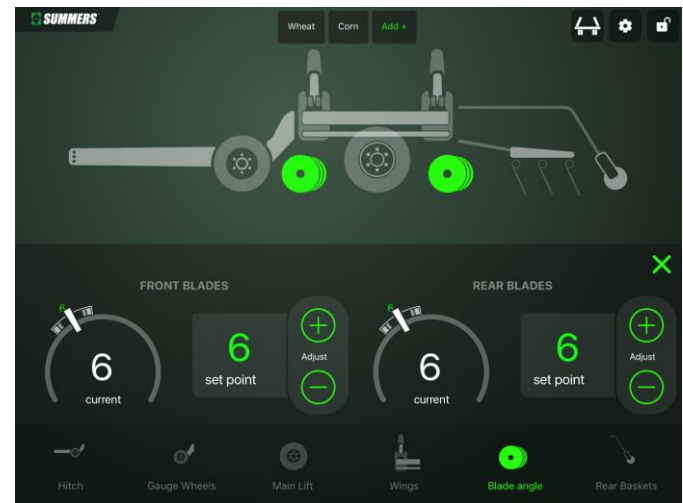 SUMMERS
Wheat Corn Add +
FRONT BLADES REAR BLADES
6 6
6 6 Adjust 6 6 Adjust
current set point current set point
Hitch Gauge Wheels Main Lift Wings Blade angle Rear Baskets